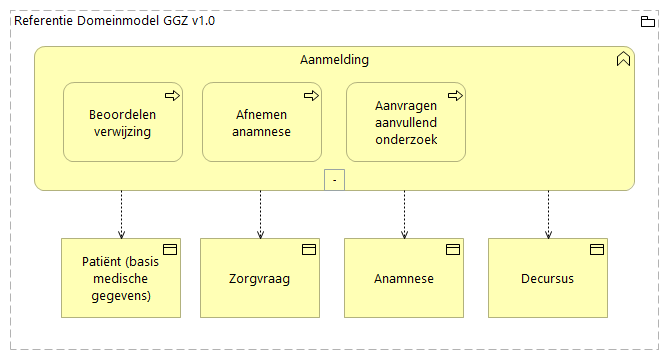 Referentie Domeinmodel GGZ v1.0
Aanmelding
Beoordelen
verwijzing
Afnemen
anamnese
Aanvragen
aanvullend
onderzoek
-
Patiënt (basis
medische
gegevens)
Zorgvraag
Anamnese
Decursus